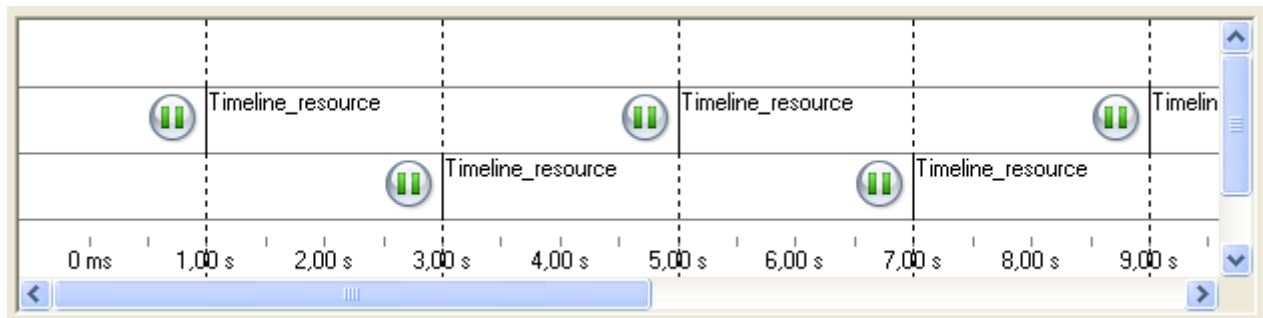 Timeline_resource Timeline_resource Timelin
Timeline_resource Timeline_resource
0 ms 1,00 s 2,00 s 3,00 s 4,00 s 5,00 s 6,00 s 7,00 s 8,00 s 9,00 s